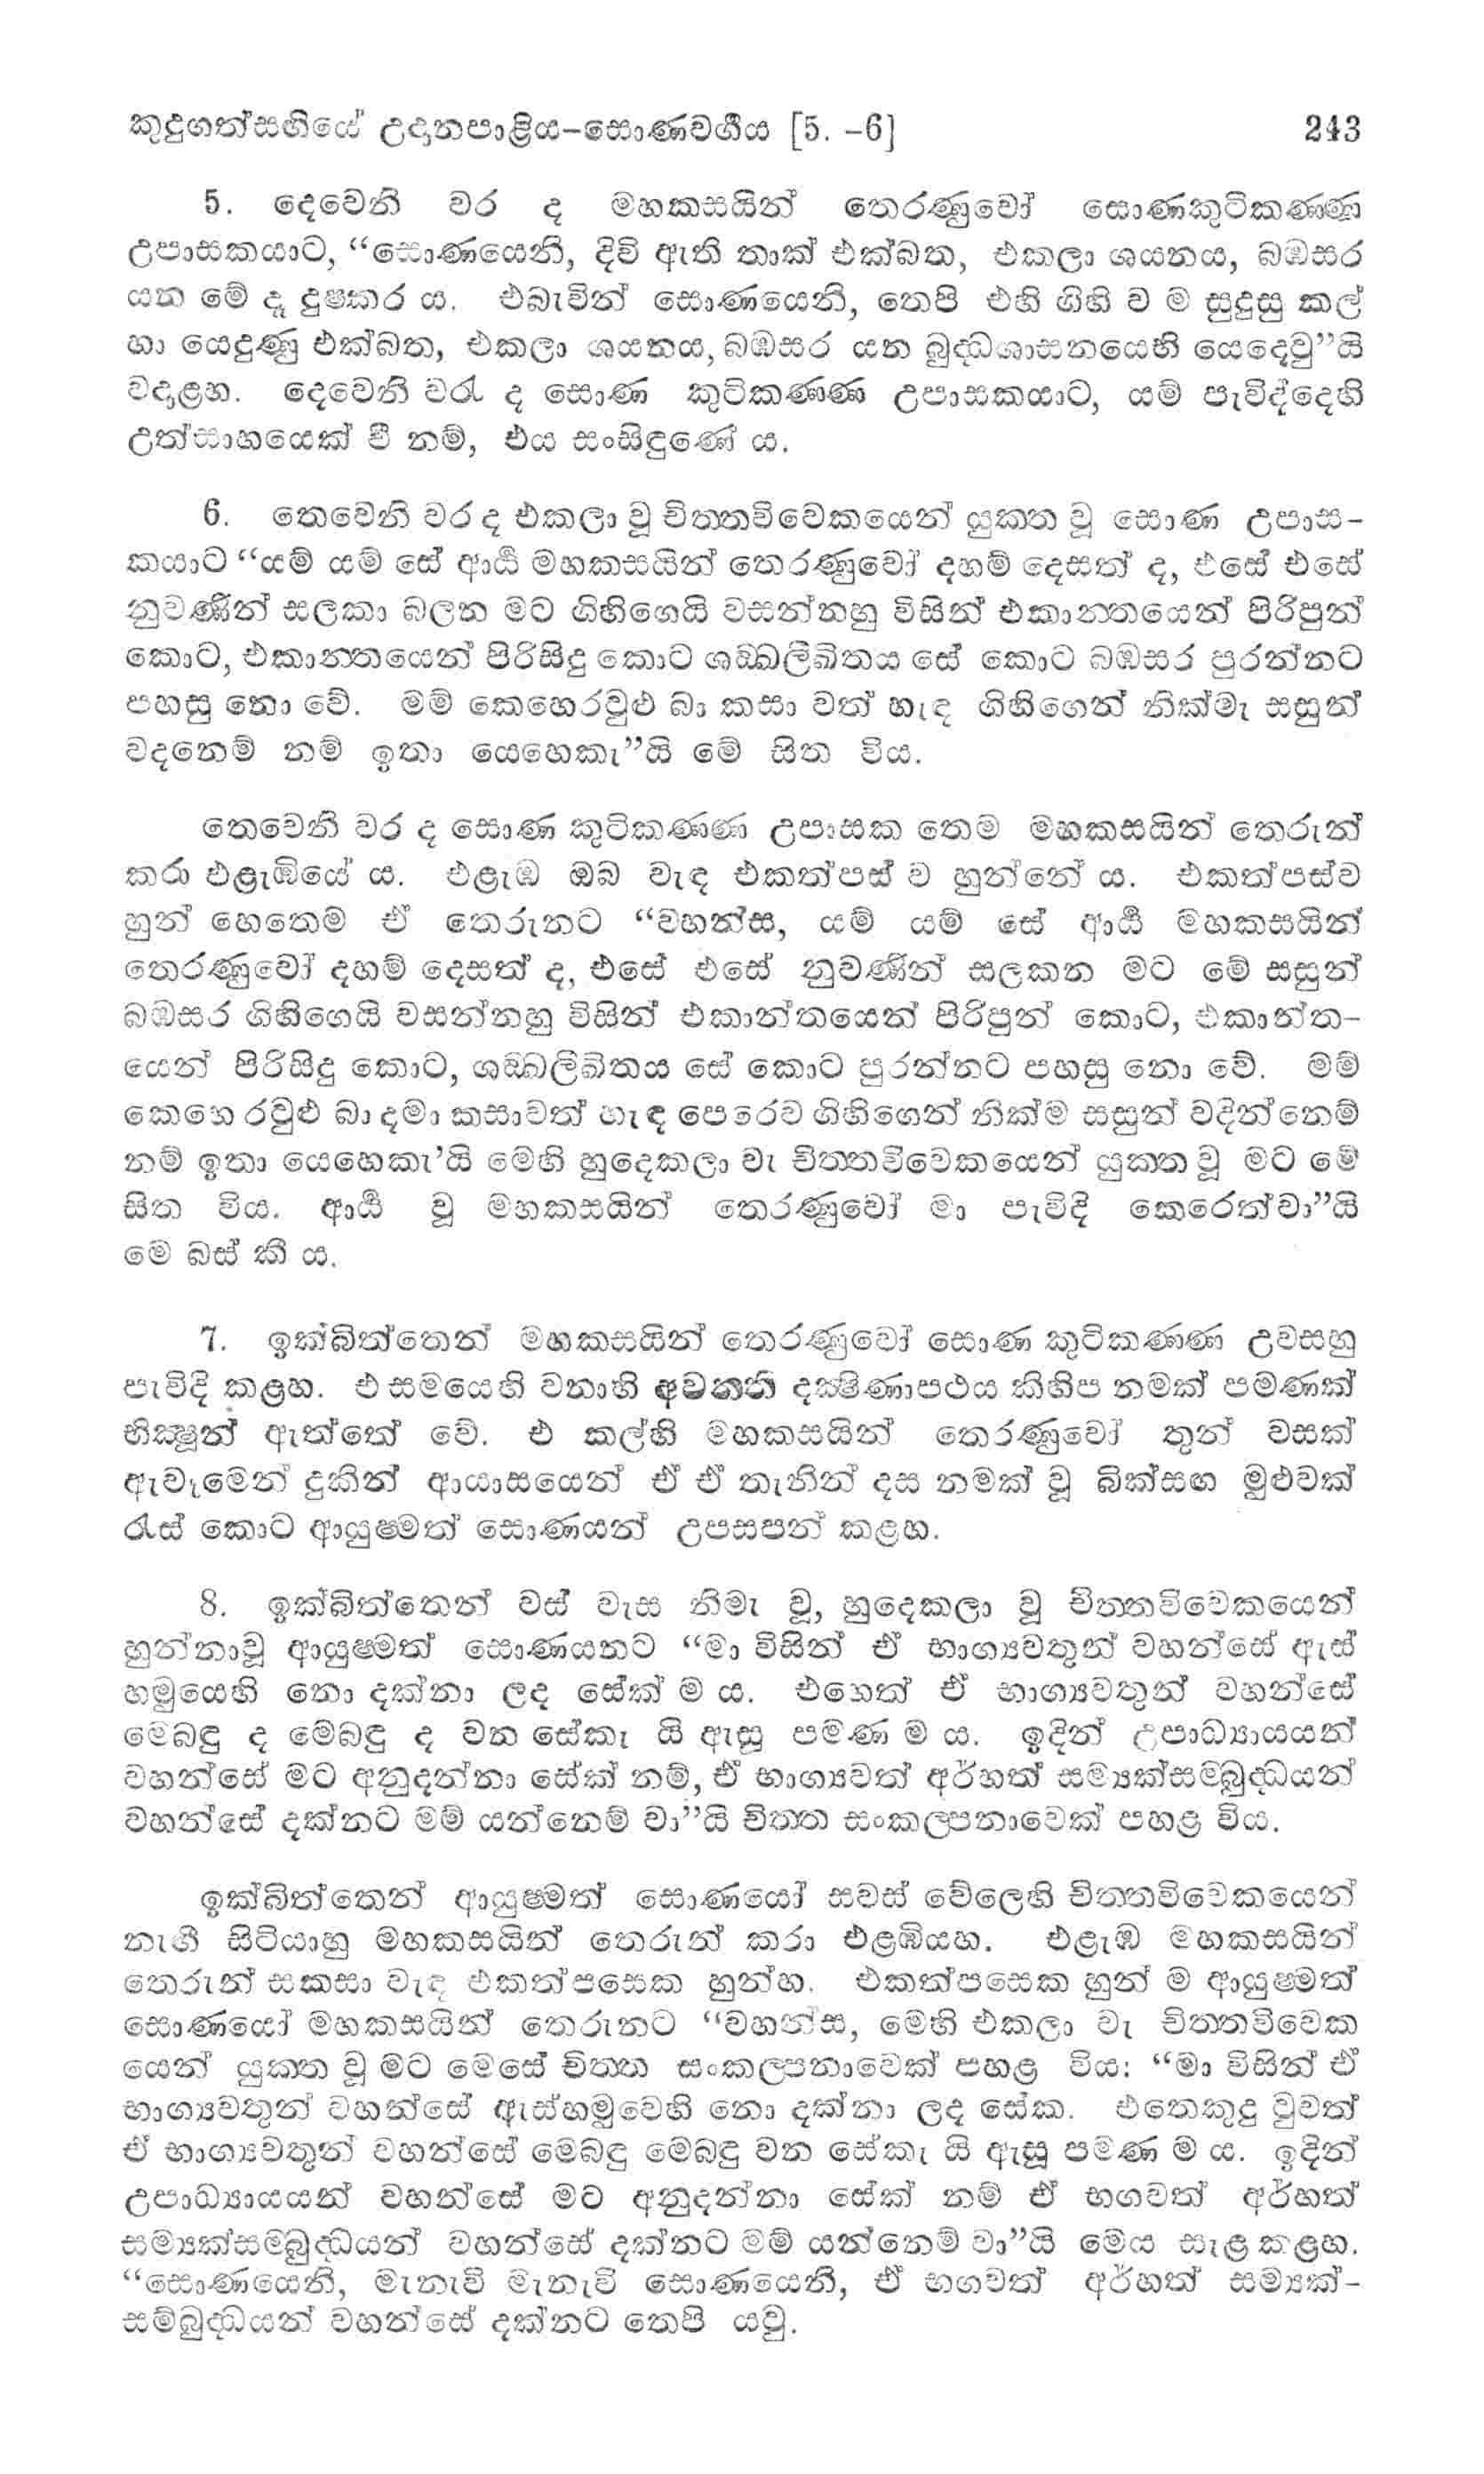 කුදුගත්සඟියේ උදානපාළිය-සොණවර්ගය [5. -6] 243
5. දෙවෙනි වර ද මහකසයින් තෙරණුවෝ සොණකුටිකණ්ණ
උපාසකයාට, “සොණයෙනි, දිවි ඇති තාක් එක්බත, එකලා ශයනය, බඹසර
යන මේ දෑ දුෂ්කර ය. එබැවින් සොණයෙනි, තෙපි එහි ගිහි ව ම සුදුසු කල්
හා යෙදුණු එක්බත, එකලා ශයනය, බඹසර යන බුද්ධශාසනයෙහි යෙදෙවු”යි
වදාළහ. දෙවෙනි වරැ ද සොණ කුටිකණ්ණ උපාසකයාට, යම් පැවිද්දෙහි
උත්සාහයෙක් වී නම්, එය සංසිඳුණේ ය.
6. තෙවෙනි වර ද එකලා වූ චිත්තවිවෙකයෙන් යුක්ත වූ සොණ උපාස-
කයාට “යම් යම් සේ ආර්ය්‍ය මහකසයින් තෙරණුවෝ දහම් දෙසත් ද, එසේ එසේ
නුවණින් සලකා බලන මට ගිහිගෙයි වසන්නහු විසින් එකාන්තයෙන් පිරිපුන්
කොට, එකාන්තයෙන් පිරිසිදු කොට ශඞ්ඛලිඛිතය සේ කොට බඹසර පුරන්නට
පහසු නො වේ. මම් කෙහෙරවුළු බා කසා වත් හැඳ ගිහිගෙන් නික්මැ සසුන්
වදනෙම් නම් ඉතා යෙහෙකැ”යි මේ සිත විය.
තෙවෙනි වර ද සොණ කුටිකණ්ණ උපාසක තෙම මහකසයින් තෙරුන්
කරා එළැඹියේ ය. එළැඹ ඔබ වැඳ එකත්පස් ව හුන්නේ ය. එකත්පස්ව
හුන් හෙතෙම් ඒ තෙරුනට “වහන්ස, යම් යම් සේ ආර්ය්‍ය මහකසයින්
තෙරණුවෝ දහම් දෙසත් ද, එසේ එසේ නුවණින් සලකන මට මේ සසුන්
බඹසර ගිහිගෙයි වසන්නහු විසින් එකාන්තයෙන් පිරිපුන් කොට, එකාන්ත-
යෙන් පිරිසිදු කොට, ශඞ්ඛලිඛිතය සේ කොට පුරන්නට පහසු නො වේ. මම්
කෙහෙ රවුළු බා දමා කසාවත් හැඳ පෙරෙව ගිහිගෙන් නික්ම සසුන් වදින්නෙම්
නම් ඉතා යෙහෙකැ’යි මෙහි හුදෙකලා වැ චිත්තවිවෙකයෙන් යුක්ත වූ මට මේ
සිත විය. ආර්ය්‍ය වූ මහකසයින් තෙරණුවෝ මා පැවිදි කෙරෙත්වා”යි
මෙ බස් කී ය.
7. ඉක්බිත්තෙන් මහකසයින් තෙරණුවෝ සොණ කුටිකණ්ණ උවසහු
පැවිදි කළහ. එ සමයෙහි වනාහි අවන්ති දක්ෂිණාපථය කිහිප නමක් පමණක්
භික්ෂූන් ඇත්තේ වේ. එ කල්හි මහකසයින් තෙරණුවෝ තුන් වසක්
ඇවෑමෙන් දුකින් ආයාසයෙන් ඒ ඒ තැනින් දස නමක් වූ බික්සඟ මුළුවක්
රැස් කොට ආයුෂ්මත් සොණයන් උපසපන් කළහ.
8. ඉක්බිත්තෙන් වස් වැස නිමැ වූ, හුදෙකලා වූ චිත්තවිවෙකයෙන්
හුන්නාවූ ආයුෂ්මත් සොණයනට “මා විසින් ඒ භාග්‍යවතුන් වහන්සේ ඇස්
හමුයෙහි නො දක්නා ලද සේක් ම ය. එහෙත් ඒ භාග්‍යවතුන් වහන්සේ
මෙබඳු ද මෙබඳු ද වන සේකැ යි ඇසූ පමණ ම ය. ඉදින් උපාධ්‍යායයන්
වහන්සේ මට අනුදන්නා සේක් නම්, ඒ භාග්‍යවත් අර්හත් සම්‍යක්සම්බුද්ධයන්
වහන්සේ දක්නට මම් යන්නෙම් වා”යි චිත්ත සංකල්පනාවෙක් පහළ විය.
ඉක්බිත්තෙන් ආයුෂ්මත් සොණයෝ සවස් වේලෙහි චිත්තවිවෙකයෙන්
නැගී සිටියාහු මහකසයින් තෙරුන් කරා එළඹියහ. එළැඹ මහකසයින්
තෙරුන් සකසා වැඳ එකත්පසෙක හුන්හ. එකත්පසෙක හුන් ම ආයුෂ්මත්
සොණයෝ මහකසයින් තෙරුනට “වහන්ස, මෙහි එකලා වැ චිත්තවිවෙක
යෙන් යුක්ත වූ මට මෙසේ චිත්ත සංකල්පනාවෙක් පහළ විය: “මා විසින් ඒ
භාග්‍යවතුන් වහන්සේ ඇස්හමුවෙහි නො දක්නා ලද සේක. එතෙකුදු වුවත්
ඒ භාග්‍යවතුන් වහන්සේ මෙබඳු මෙබඳු වන සේකැ යි ඇසූ පමණ ම ය. ඉදින්
උපාධ්‍යායයන් වහන්සේ මට අනුදන්නා සේක් නම් ඒ භගවත් අර්හත්
සම්‍යක්සම්බුද්ධයන් වහන්සේ දක්නට මම් යන්නෙම් වා”යි මෙය සැළ කළහ.
“සොණයෙනි, මැනැවි මැනැවි සොණයෙනි, ඒ භගවත් අර්හත් සම්‍යක්-
සම්බුද්ධයන් වහන්සේ දක්නට තෙපි යවු.